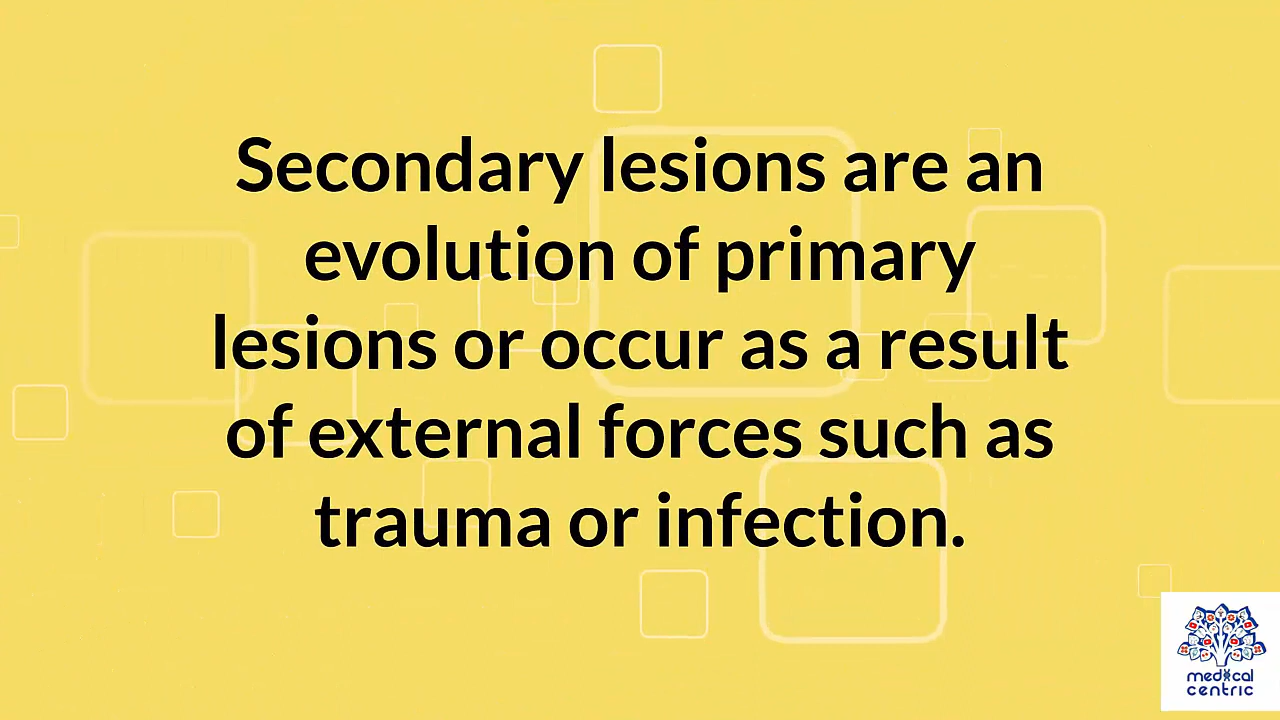 Secondary lesions are an
evolution of primary
lesions or occur as a result
of external forces such as
trauma or infection.
medical
centric